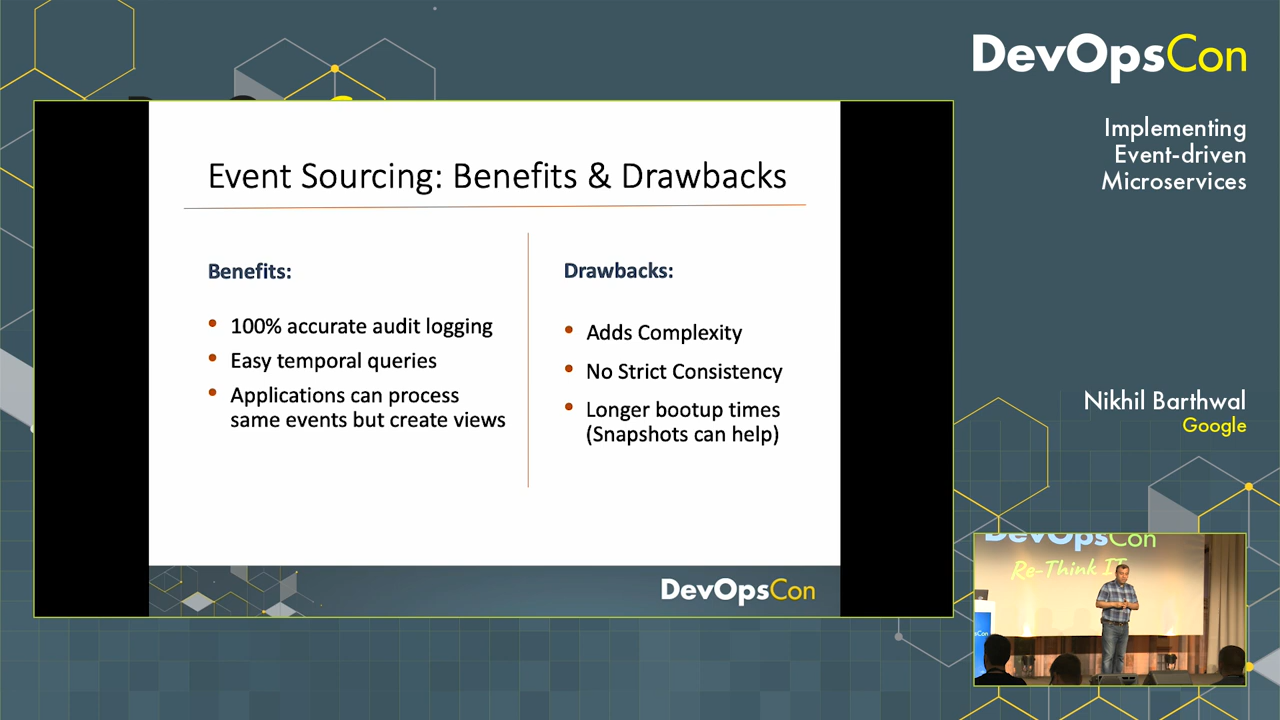 DevOpsCon
Implementing
Event-driven
Microservices
Event Sourcing: Benefits & Drawbacks
Benefits:
• 100% accurate audit logging
• Easy temporal queries
• Applications can process
same events but create views
Drawbacks:
• Adds Complexity
• No Strict Consistency
• Longer bootup times
(Snapshots can help)
DevOpsCon
Nikhil Barthwal
Google
DevOpsCon
Re-Think IT